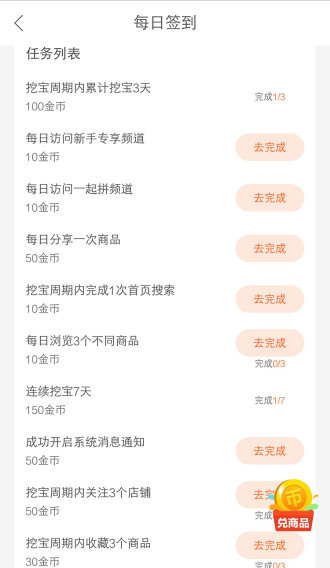 每日签到
任务列表
挖宝周期内累计挖宝3天
100金币
完成1/3
每日访问新手专享频道
10金币
去完成
每日访问一起拼频道
10金币
去完成
每日分享一次商品
50金币
去完成
挖宝周期内完成1次首页搜索
10金币
去完成
每日浏览3个不同商品
10金币
去完成
完成0/3
连续挖宝7天
150金币
完成1/7
成功开启系统消息通知
50金币
去完成
挖宝周期内关注3个店铺
50金币
去完
完成
币
兑商品
挖宝周期内收藏3个商品
30金币
去完成
完成0/3